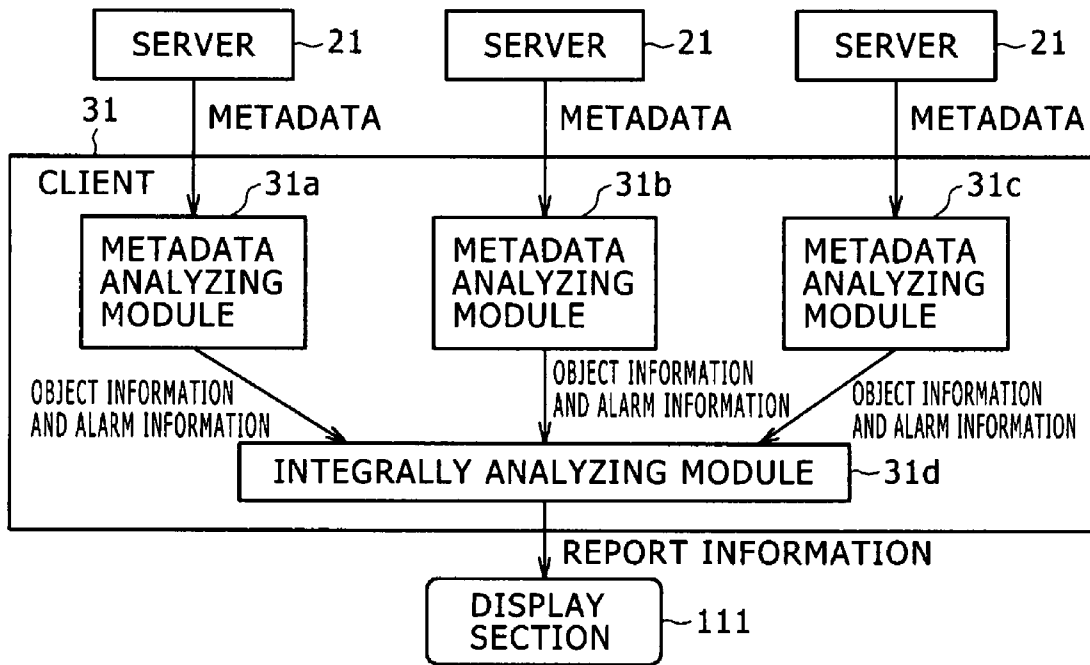 SERVER 21
SERVER 21
SERVER 21
31
METADATA
METADATA
METADATA
CLIENT
31a
31b
31c
METADATA
ANALYZING
MODULE
METADATA
ANALYZING
MODULE
METADATA
ANALYZING
MODULE
OBJECT INFORMATION
AND ALARM INFORMATION
OBJECT INFORMATION
AND ALARM INFORMATION
OBJECT INFORMATION
AND ALARM INFORMATION
INTEGRALLY ANALYZING MODULE 31d
REPORT INFORMATION
DISPLAY
SECTION
111